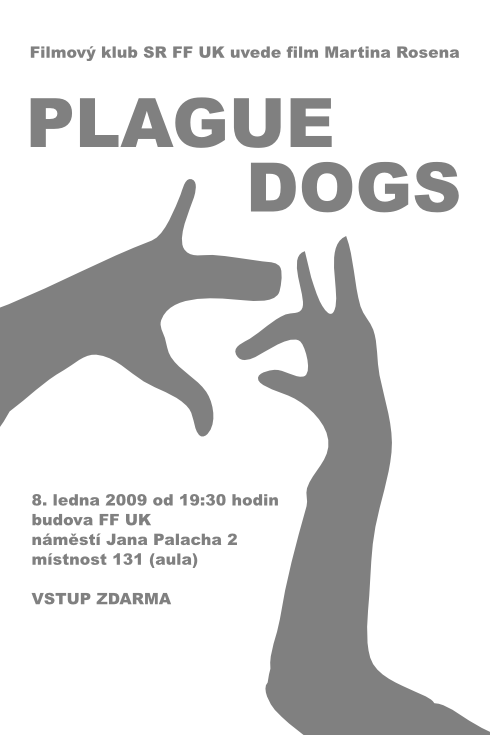 Filmový klub SR FF UK uvede film Martina Rosena
PLAGUE
DOGS
8. ledna 2009 od 19:30 hodin
budova FF UK
náměstí Jana Palacha 2
místnost 131 (aula)
VSTUP ZDARMA